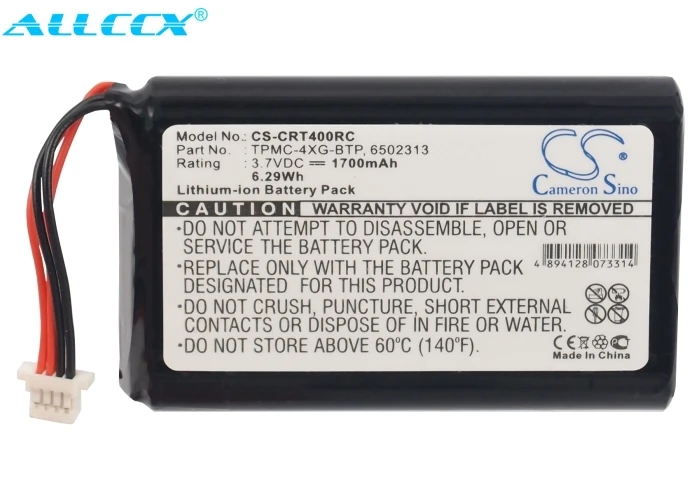 ALLCCX
Model No.: CS-CRT400RC
Part No. : TPMC-4XG-BTP, 6502313
Rating : 3.7VDC ⎓ 1700mAh
6.29Wh
Lithium-ion Battery Pack
CS
Cameron Sino
CAUTION WARRANTY VOID IF LABEL IS REMOVED
•DO NOT ATTEMPT TO DISASSEMBLE, OPEN OR
SERVICE THE BATTERY PACK.
•REPLACE ONLY WITH THE BATTERY PACK
DESIGNATED FOR THIS PRODUCT.
•DO NOT CRUSH, PUNCTURE, SHORT EXTERNAL
CONTACTS OR DISPOSE OF IN FIRE OR WATER.
•DO NOT STORE ABOVE 60°C (140°F).
4 894128 073314
CE Made In China